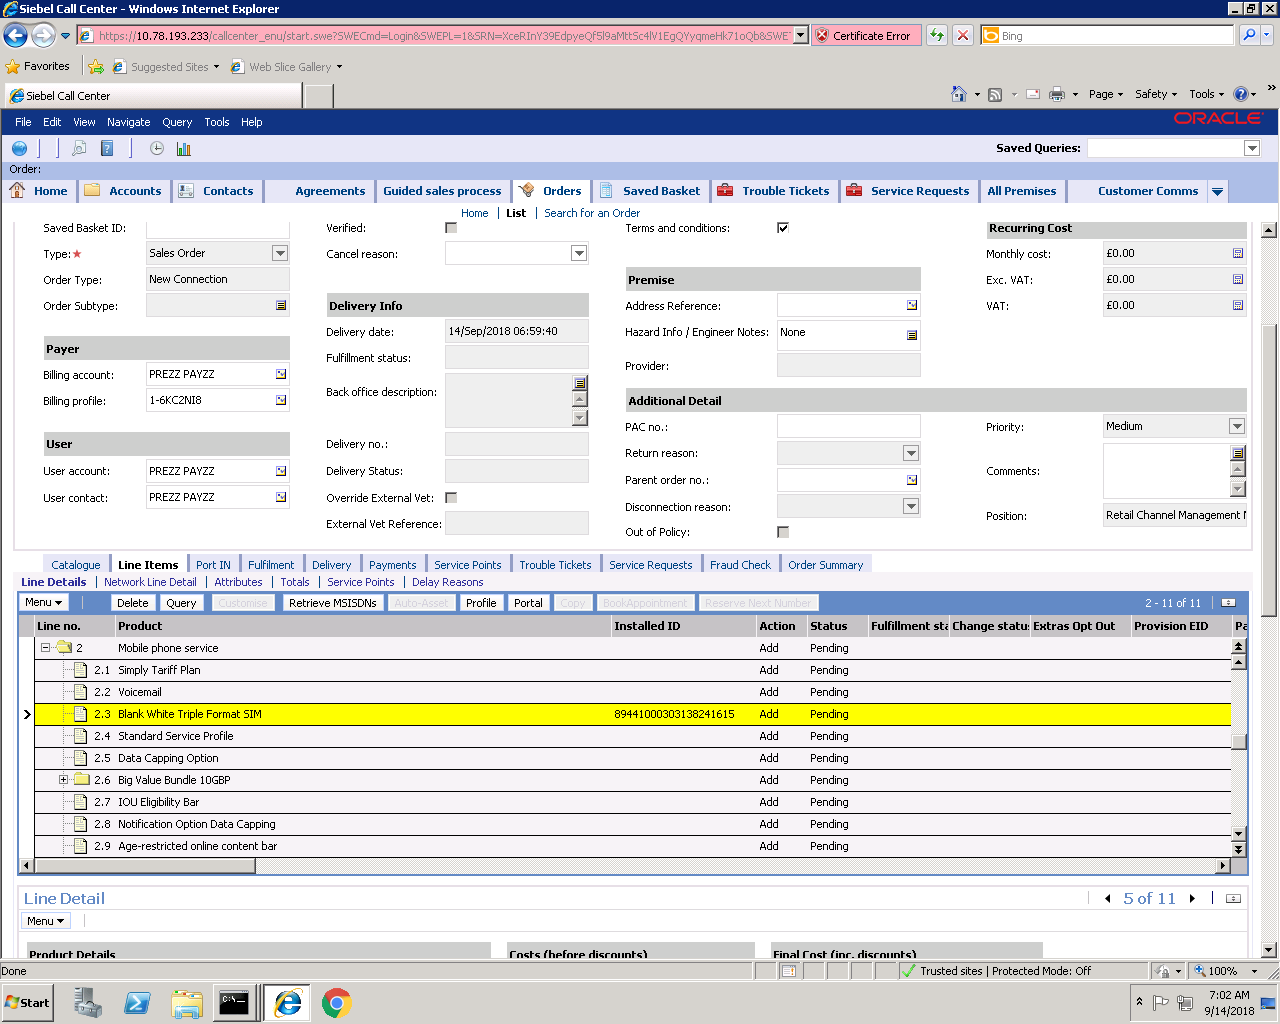 Siebel Call Center - Windows Internet Explorer
https://10.78.193.233/callcenter_enu/start.swe?SWECmd=Login&SWEPL=1&SRN=
Certificate Error
Bing
Favorites
Suggested Sites
Web Slice Gallery
Siebel Call Center
Page
Safety
Tools
File Edit View Navigate Query Tools Help
ORACLE
Saved Queries:
Order:
Home Accounts Contacts Agreements Guided sales process Orders Saved Basket Trouble Tickets Service Requests All Premises Customer Comms
Home | List | Search for an Order
Saved Basket ID: Verified: Terms and conditions: Recurring Cost
Type: Sales Order Cancel reason: Monthly cost: £0.00
Order Type: New Connection Premise Exc. VAT: £0.00
Order Subtype: Delivery Info Address Reference: VAT: £0.00
Delivery date: 14/Sep/2018 06:59:40 Hazard Info / Engineer Notes: None
Payer Fulfillment status: Provider:
Billing account: PREZZ PAYZZ
Billing profile: 1-6KC2NI8 Back office description: Additional Detail
PAC no.: Priority: Medium
User Delivery no.: Return reason:
User account: PREZZ PAYZZ Delivery Status: Parent order no.: Comments:
User contact: PREZZ PAYZZ Override External Vet: Disconnection reason:
External Vet Reference: Out of Policy: Position: Retail Channel Management
Catalogue Line Items Port IN Fulfilment Delivery Payments Service Points Trouble Tickets Service Requests Fraud Check Order Summary
Line Details | Network Line Detail | Attributes | Totals | Service Points | Delay Reasons
Menu Delete Query Customise Retrieve MSISDNs Auto-Asset Profile Portal Copy BookAppointment Reserve Next Number 2 - 11 of 11
Line no. Product Installed ID Action Status Fulfillment sta Change status Extras Opt Out Provision EID Pa
2 Mobile phone service Add Pending
2.1 Simply Tariff Plan Add Pending
2.2 Voicemail Add Pending
2.3 Blank White Triple Format SIM 89441000303138241615 Add Pending
2.4 Standard Service Profile Add Pending
2.5 Data Capping Option Add Pending
2.6 Big Value Bundle 10GBP Add Pending
2.7 IOU Eligibility Bar Add Pending
2.8 Notification Option Data Capping Add Pending
2.9 Age-restricted online content bar Add Pending
Line Detail 5 of 11
Menu
Product Details Costs (before discounts) Final Cost (inc. discounts)
Done Trusted sites | Protected Mode: Off 100%
Start
7:02 AM
9/14/2018